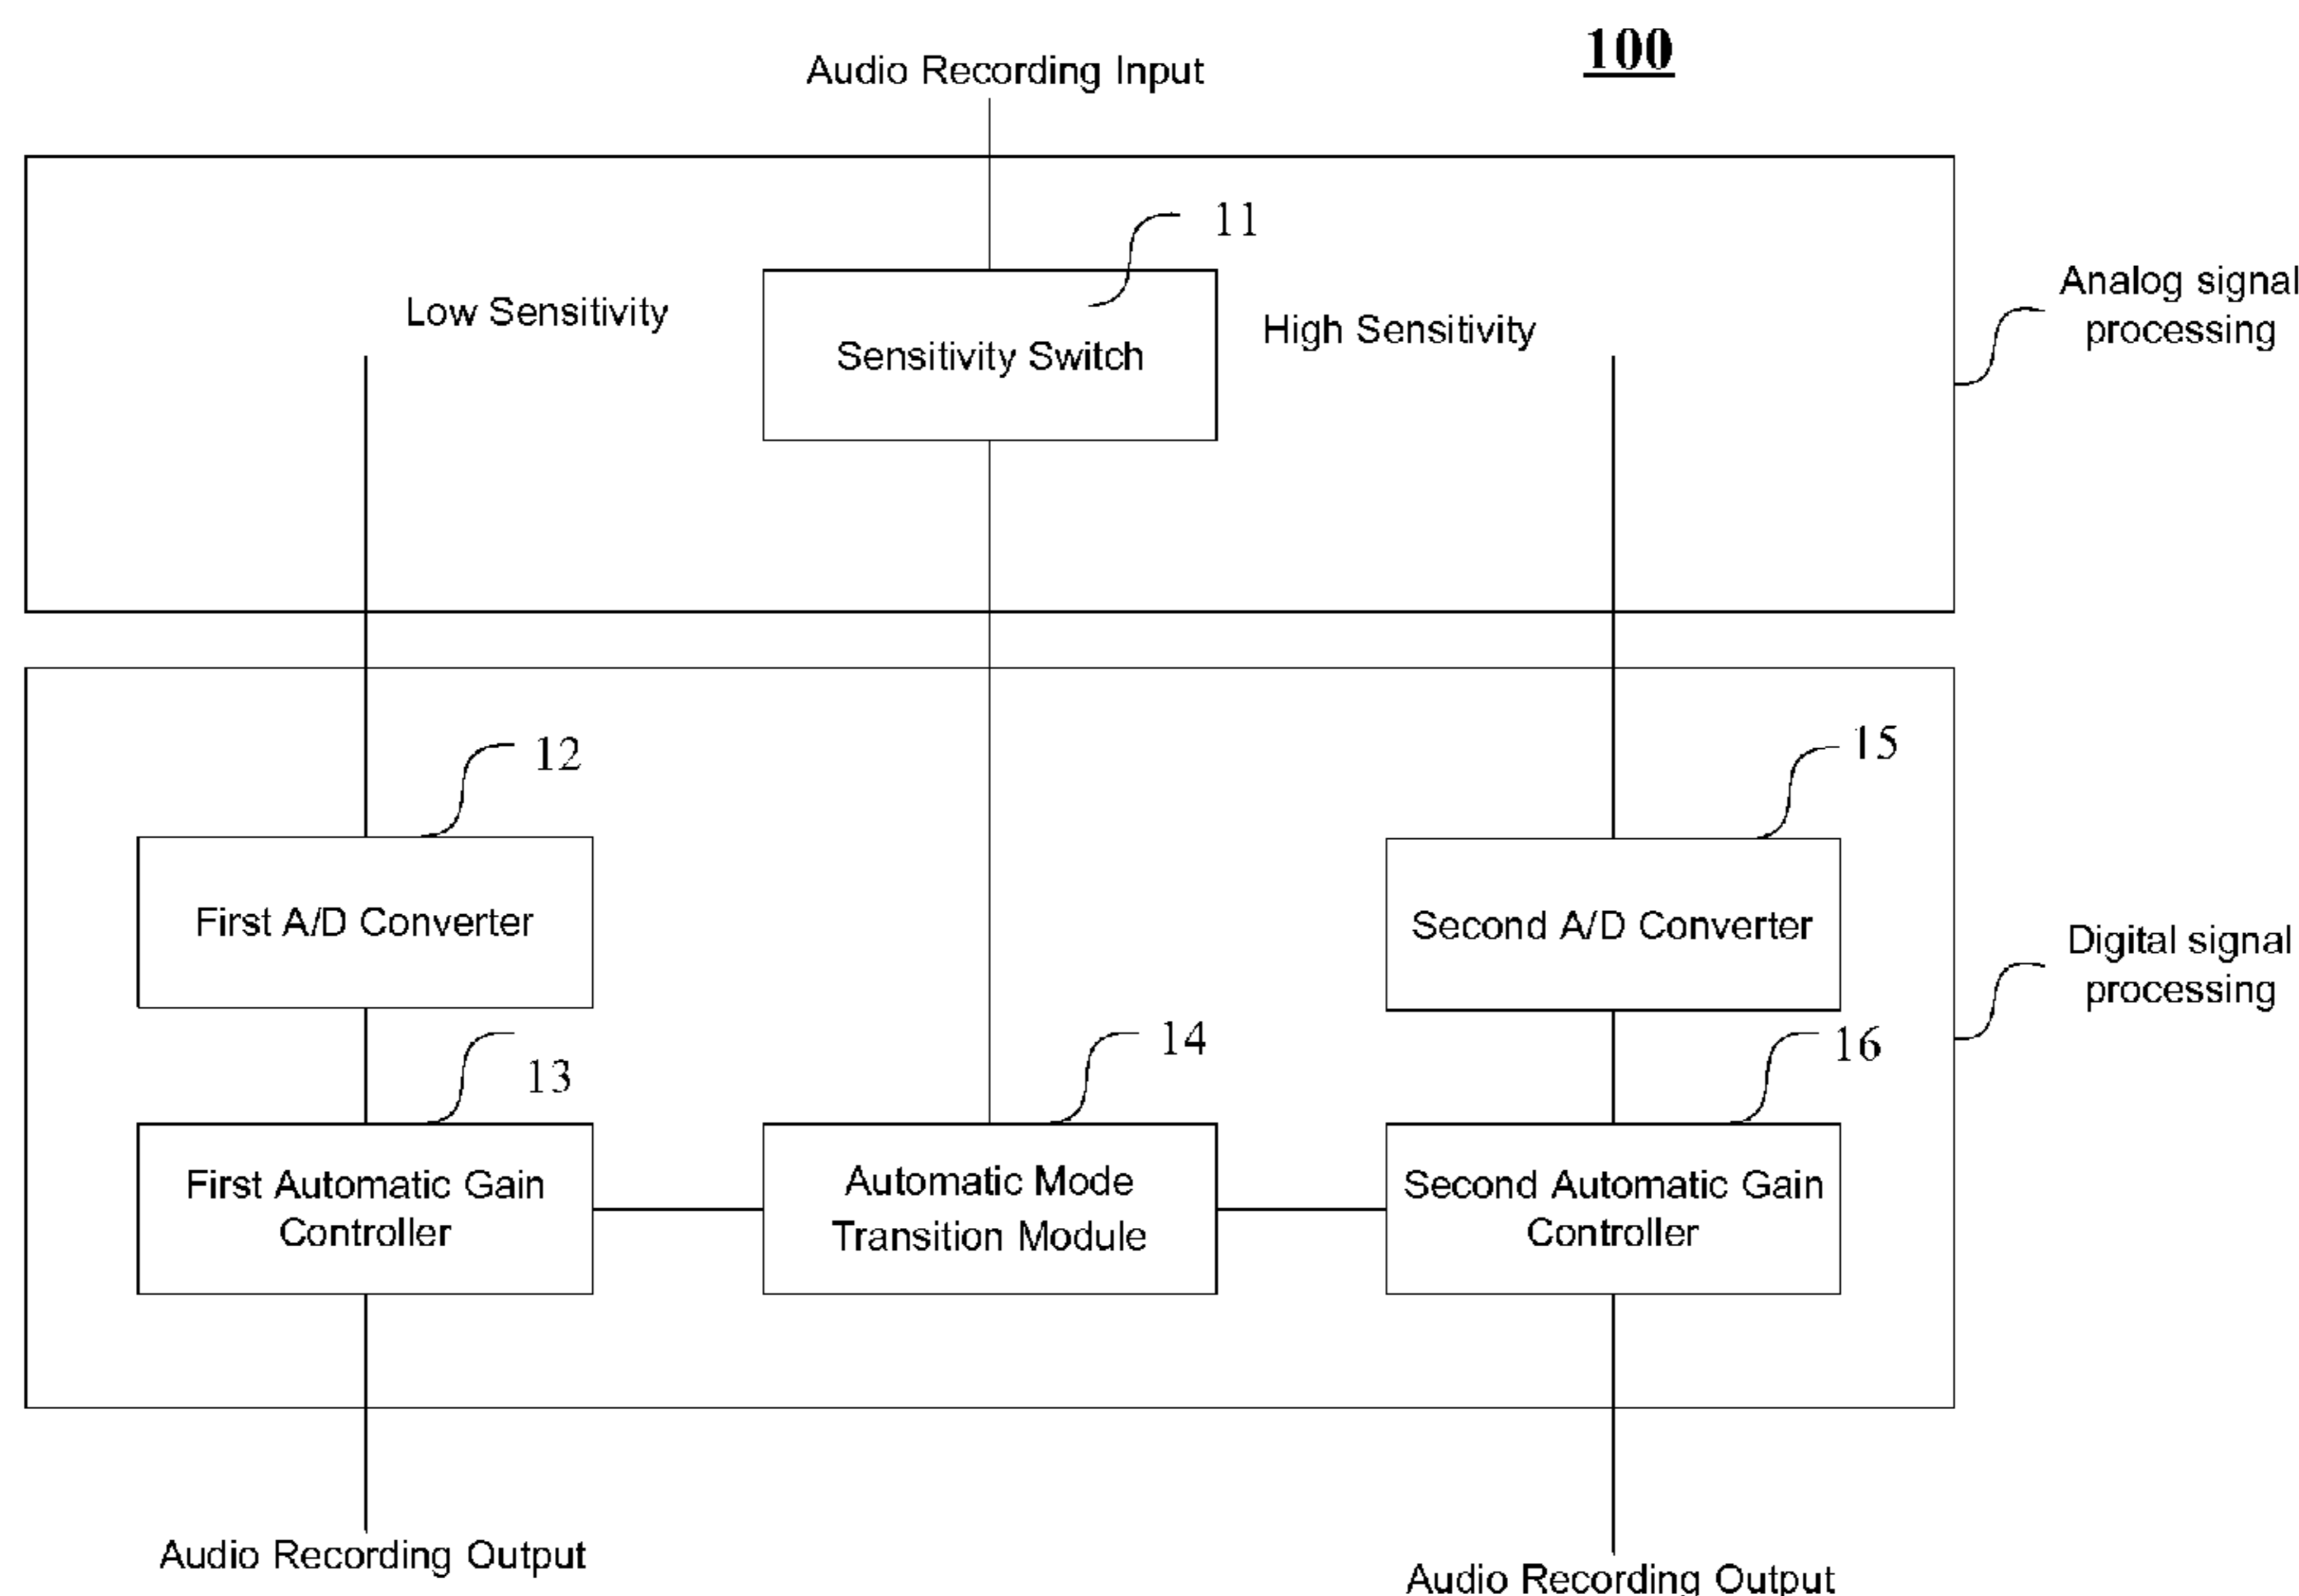 100
Audio Recording Input
11
Low Sensitivity
Sensitivity Switch
High Sensitivity
Analog signal
processing
12
15
First A/D Converter
Second A/D Converter
Digital signal
processing
13
14
16
First Automatic Gain
Controller
Automatic Mode
Transition Module
Second Automatic Gain
Controller
Audio Recording Output
Audio Recording Output